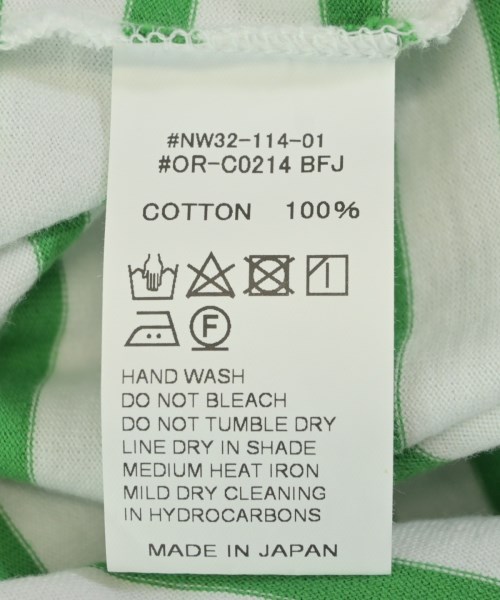 #NW32-114-01
#OR-C0214 BFJ
COTTON 100%
F
HAND WASH
DO NOT BLEACH
DO NOT TUMBLE DRY
LINE DRY IN SHADE
MEDIUM HEAT IRON
MILD DRY CLEANING
IN HYDROCARBONS
MADE IN JAPAN